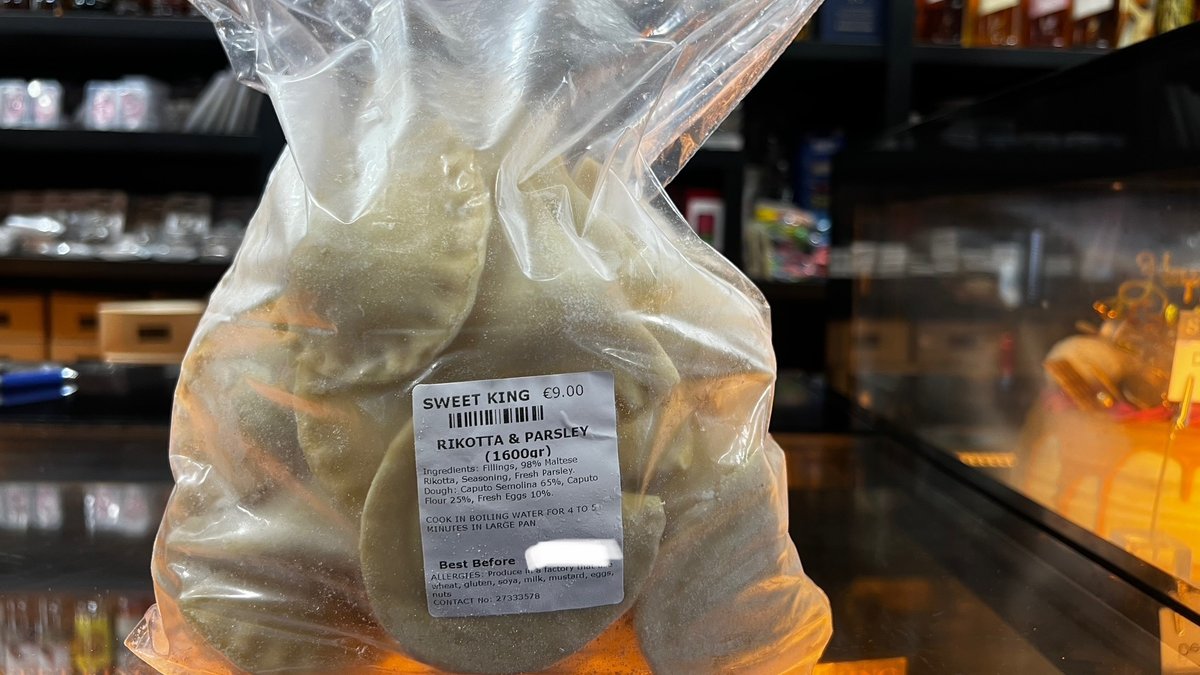 SWEET KING €9.00
RIKOTTA & PARSLEY
(1600gr)
Ingredients: Fillings, 98% Maltese
Rikotta, Seasoning, Fresh Parsley.
Dough: Caputo Semolina 65%, Caputo
Flour 25%, Fresh Eggs 10%.
COOK IN BOILING WATER FOR 4 TO 5
MINUTES IN LARGE PAN
Best Before
ALLERGIES: Produce factory that
wheat, gluten, soya, milk, mustard, eggs,
nuts
CONTACT No: 27333578